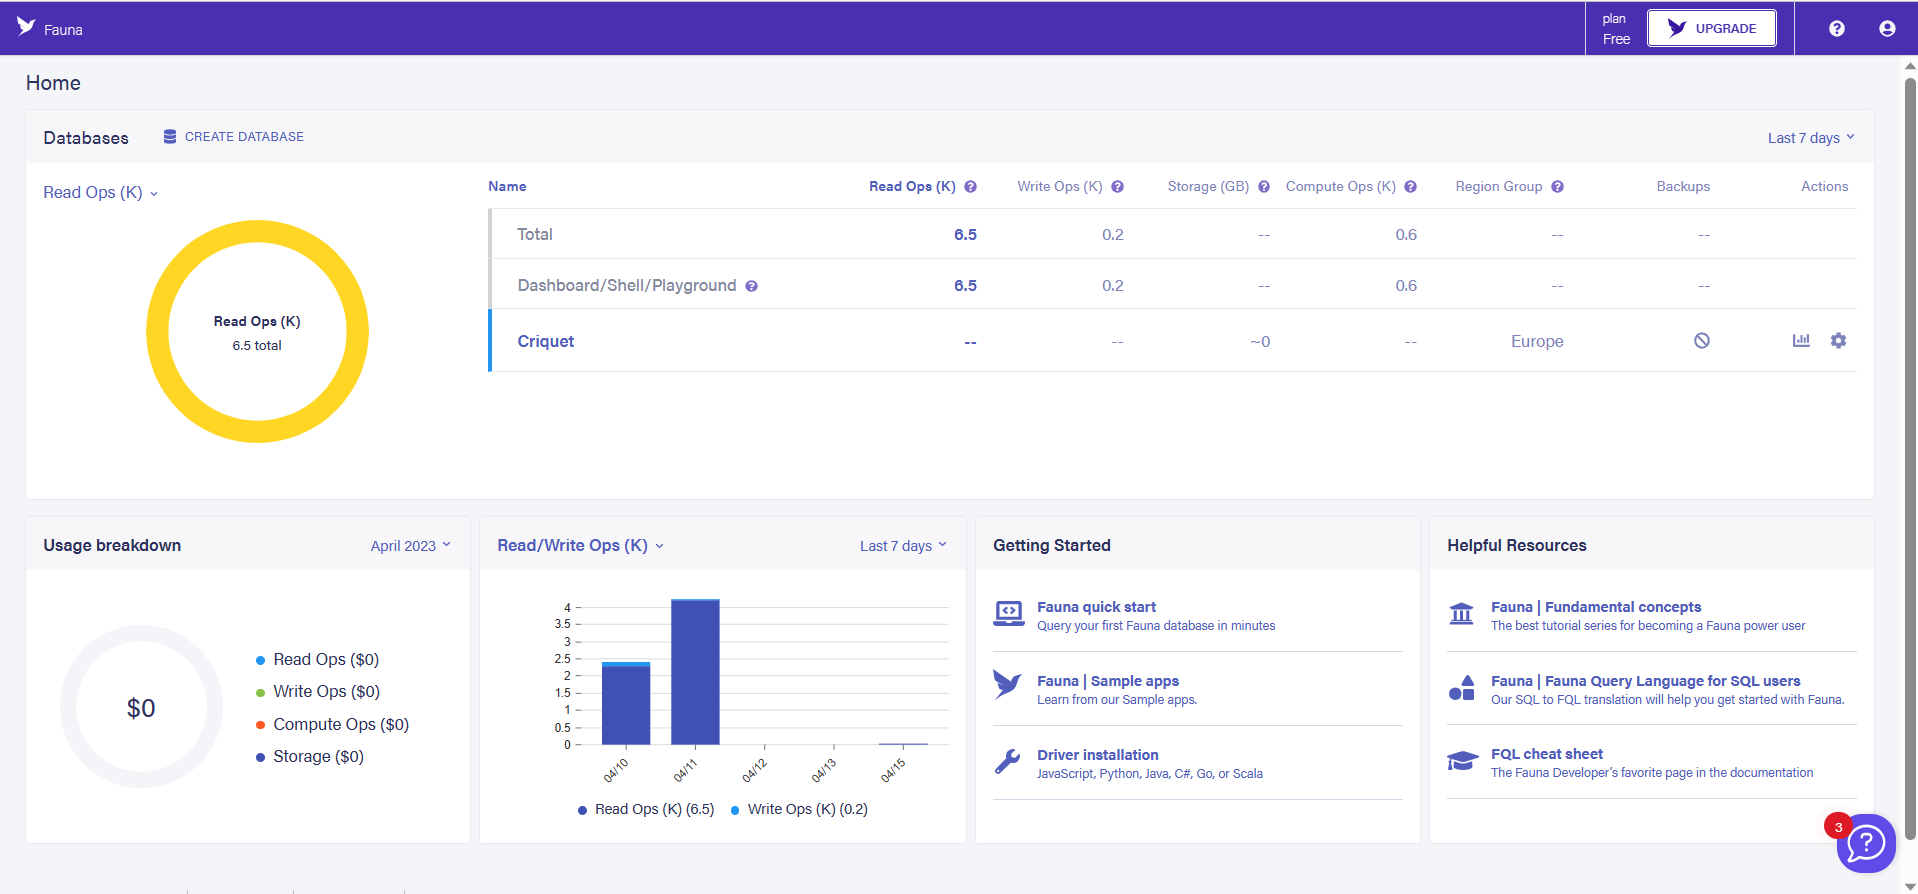 Fauna
plan
Free
UPGRADE
Home
Databases
CREATE DATABASE
Last 7 days
Read Ops (K)
Read Ops (K)
6.5 total
Name Read Ops (K) Write Ops (K) Storage (GB) Compute Ops (K) Region Group Backups Actions
Total 6.5 0.2 -- 0.6 -- --
Dashboard/Shell/Playground 6.5 0.2 -- 0.6 -- --
Criquet -- -- ~0 -- Europe
Usage breakdown
April 2023
$0
Read Ops ($0)
Write Ops ($0)
Compute Ops ($0)
Storage ($0)
Read/Write Ops (K)
Last 7 days
4
3.5
3
2.5
2
1.5
1
0.5
0
04/10 04/11 04/12 04/13 04/15
Read Ops (K) (6.5) Write Ops (K) (0.2)
Getting Started
Fauna quick start
Query your first Fauna database in minutes
Fauna | Sample apps
Learn from our Sample apps.
Driver installation
JavaScript, Python, Java, C#, Go, or Scala
Helpful Resources
Fauna | Fundamental concepts
The best tutorial series for becoming a Fauna power user
Fauna | Fauna Query Language for SQL users
Our SQL to FQL translation will help you get started with Fauna.
FQL cheat sheet
The Fauna Developer's favorite page in the documentation
3